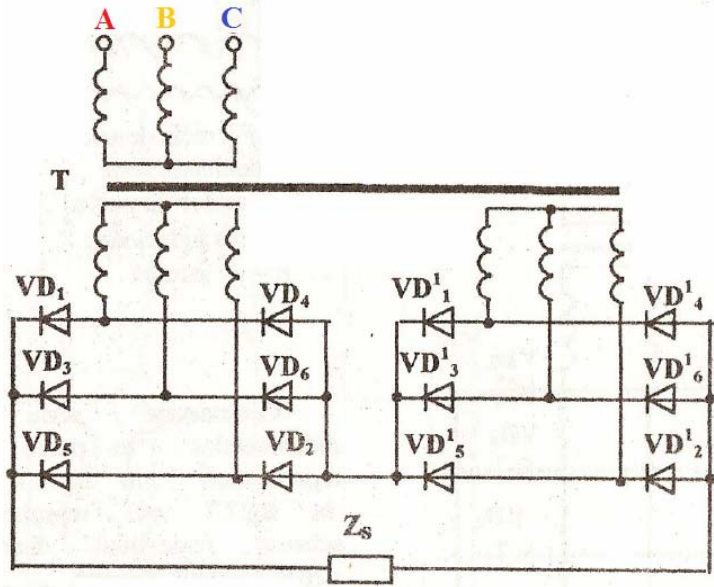 A B C
T
VD₁ VD₄ VD¹₁ VD¹₄
VD₃ VD₆ VD¹₃ VD¹₆
VD₅ VD₂ VD¹₅ VD¹₂
Zₛ